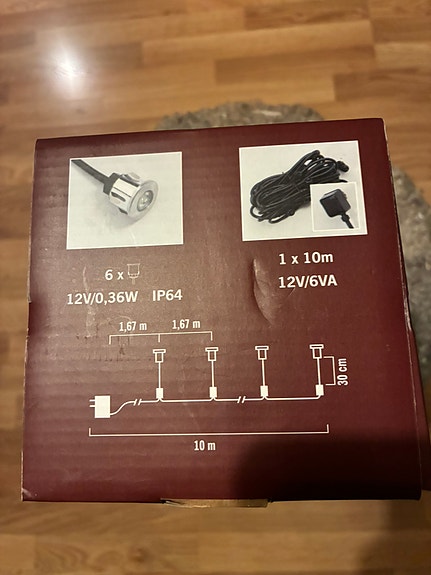 6 x
12V/0,36W IP64
1 x 10m
12V/6VA
1,67 m
1,67 m
30 cm
10 m